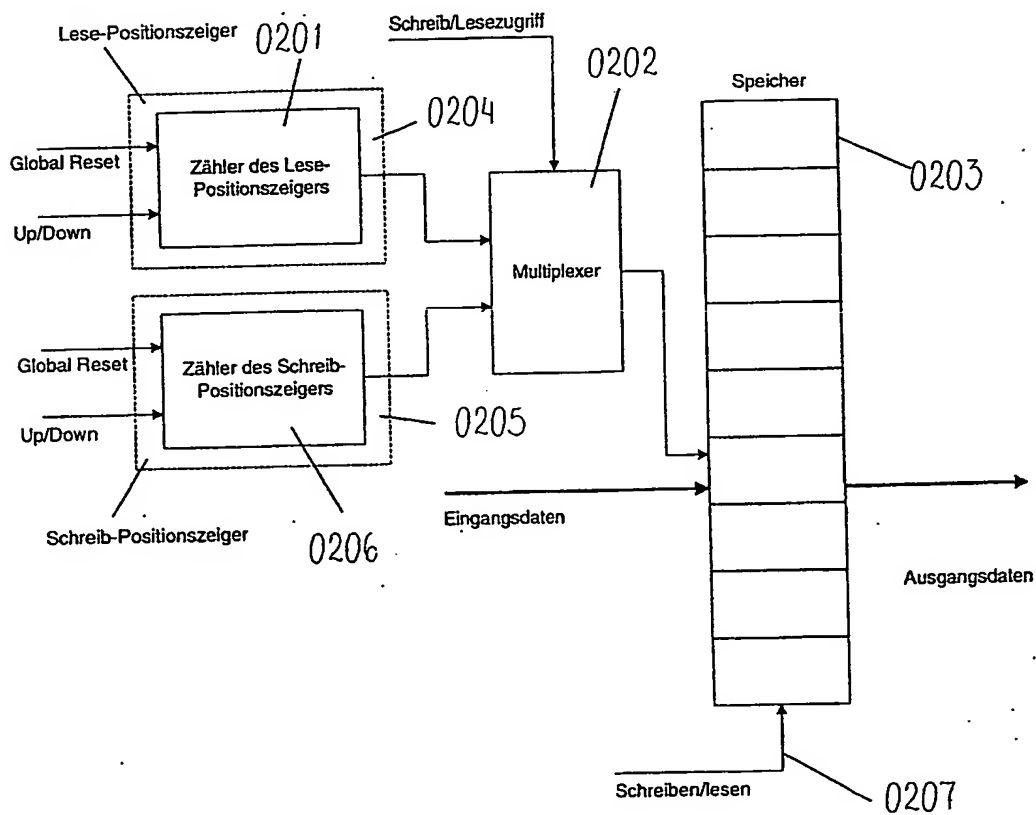 Lese-Positionszeiger
0201
Schreib/Lesezugriff
0202
Speicher
0204
0203
Global Reset
Zähler des Lese-
Positionszeigers
Up/Down
Multiplexer
Global Reset
Zähler des Schreib-
Positionszeigers
Up/Down
0205
Eingangsdaten
Schreib-Positionszeiger
0206
Ausgangsdaten
Schreiben/lesen
0207